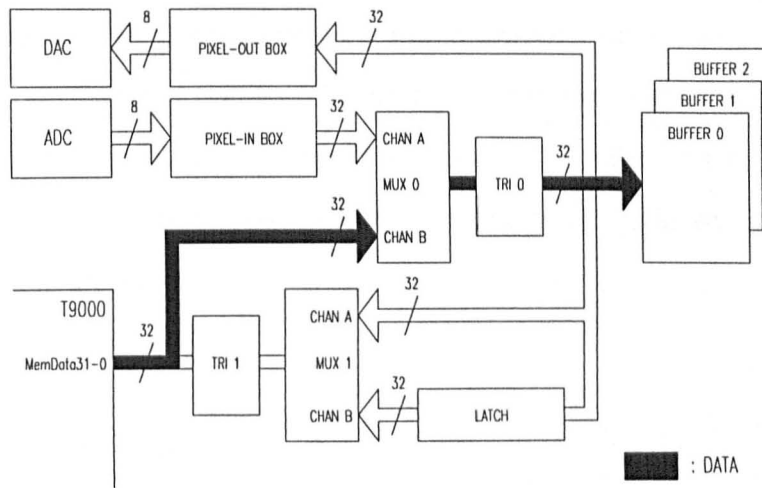 8
32
DAC
PIXEL-OUT BOX
BUFFER 2
8
32
BUFFER 1
ADC
PIXEL-IN BOX
CHAN A
BUFFER 0
32
MUX 0
TRI 0
32
CHAN B
T9000
32
32
CHAN A
MemData31-0
TRI 1
MUX 1
32
CHAN B
LATCH
: DATA